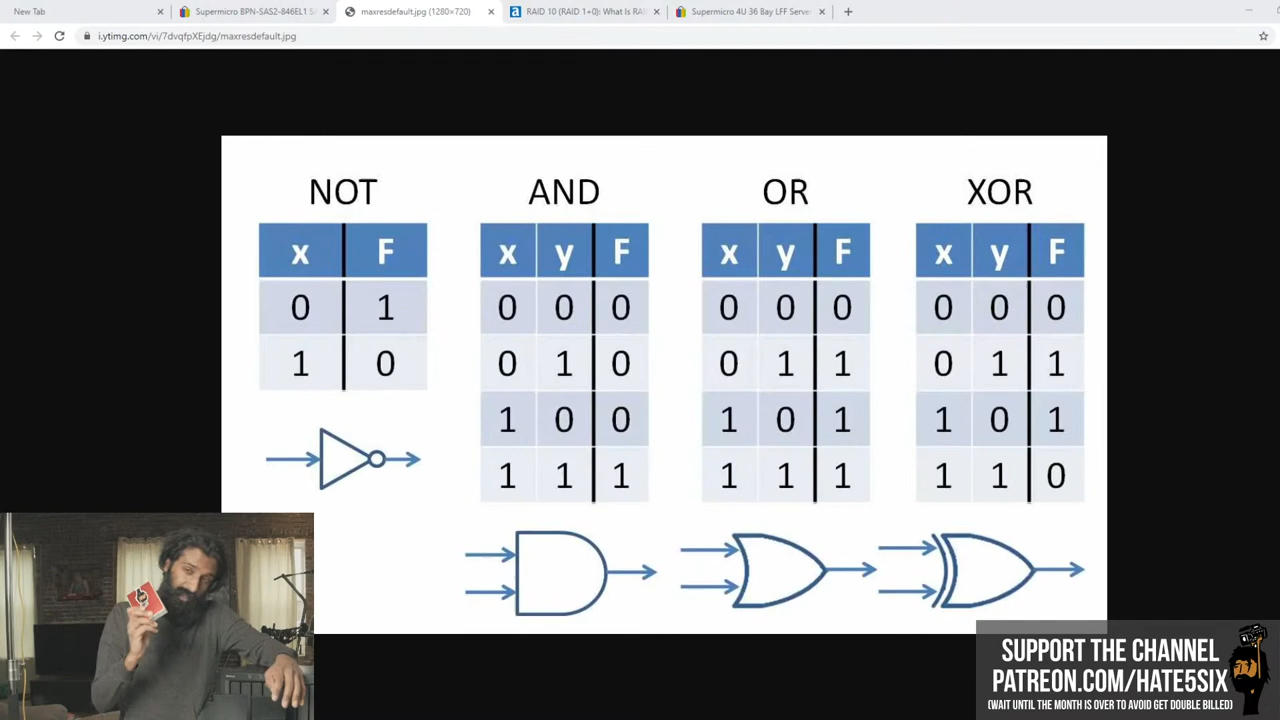 New Tab
Supermicro BPN-SAS2-846EL1 S
maxresdefault.jpg (1280×720)
RAID 10 (RAID 1+0): What Is RAI
Supermicro 4U 36 Bay LFF Server
i.ytimg.com/vi/7dvqfpXEjdg/maxresdefault.jpg
NOT AND OR XOR
x F x y F x y F x y F
0 1 0 0 0 0 0 0 0 0 0
1 0 0 1 0 0 1 1 0 1 1
1 0 0 1 0 1 1 0 1
1 1 1 1 1 1 1 1 0
SUPPORT THE CHANNEL
PATREON.COM/HATE5SIX
(WAIT UNTIL THE MONTH IS OVER TO AVOID GET DOUBLE BILLED)